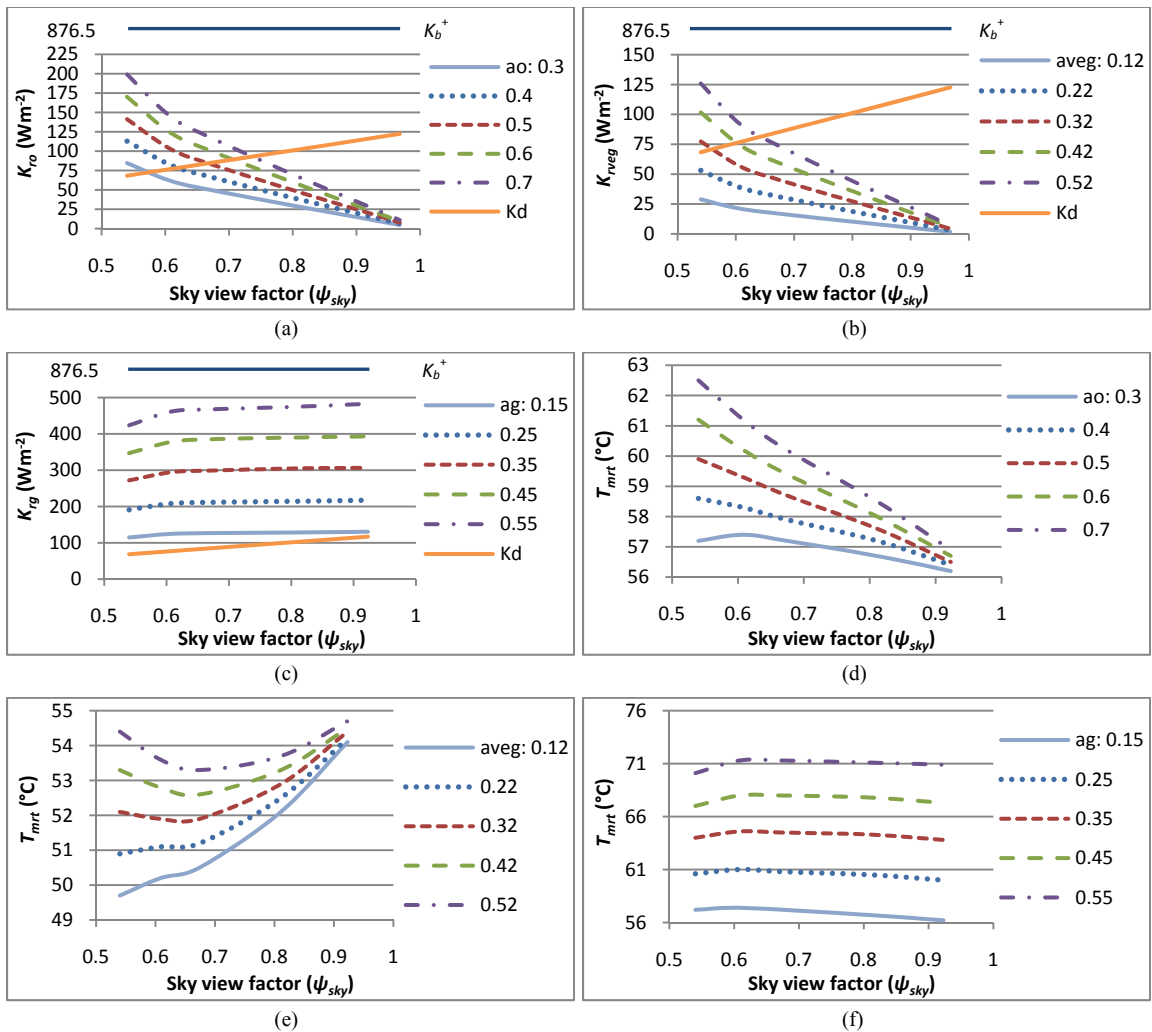 876.5
K_b^+
225
200
175
150
125
100
75
50
25
0
K_ro (Wm⁻²)
0.5 0.6 0.7 0.8 0.9 1
Sky view factor (ψ_sky)
ao: 0.3
0.4
0.5
0.6
0.7
Kd
(a)
876.5
K_b^+
150
125
100
75
50
25
0
K_rveg (Wm⁻²)
0.5 0.6 0.7 0.8 0.9 1
Sky view factor (ψ_sky)
aveg: 0.12
0.22
0.32
0.42
0.52
Kd
(b)
876.5
K_b^+
500
400
300
200
100
0
K_rg (Wm⁻²)
0.5 0.6 0.7 0.8 0.9 1
Sky view factor (ψ_sky)
ag: 0.15
0.25
0.35
0.45
0.55
Kd
(c)
63
62
61
60
59
58
57
56
T_mrt (°C)
0.5 0.6 0.7 0.8 0.9 1
Sky view factor (ψ_sky)
ao: 0.3
0.4
0.5
0.6
0.7
(d)
55
54
53
52
51
50
49
T_mrt (°C)
0.5 0.6 0.7 0.8 0.9 1
Sky view factor (ψ_sky)
aveg: 0.12
0.22
0.32
0.42
0.52
(e)
76
71
66
61
56
T_mrt (°C)
0.5 0.6 0.7 0.8 0.9 1
Sky view factor (ψ_sky)
ag: 0.15
0.25
0.35
0.45
0.55
(f)